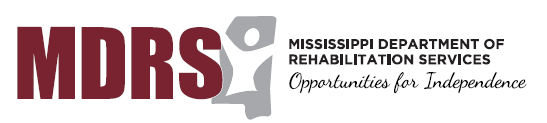 MDRS
MISSISSIPPI DEPARTMENT OF
REHABILITATION SERVICES
Opportunities for Independence